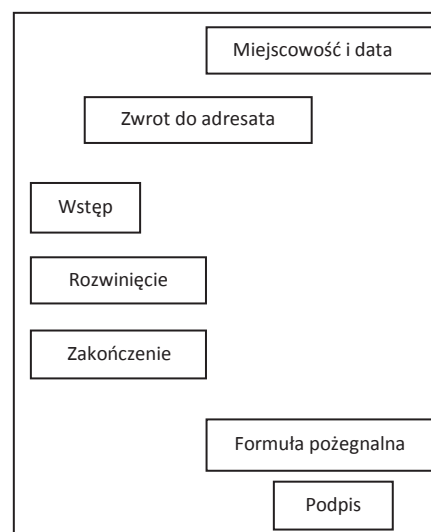 Miejscowość i data
Zwrot do adresata
Wstęp
Rozwinięcie
Zakończenie
Formuła pożegnalna
Podpis